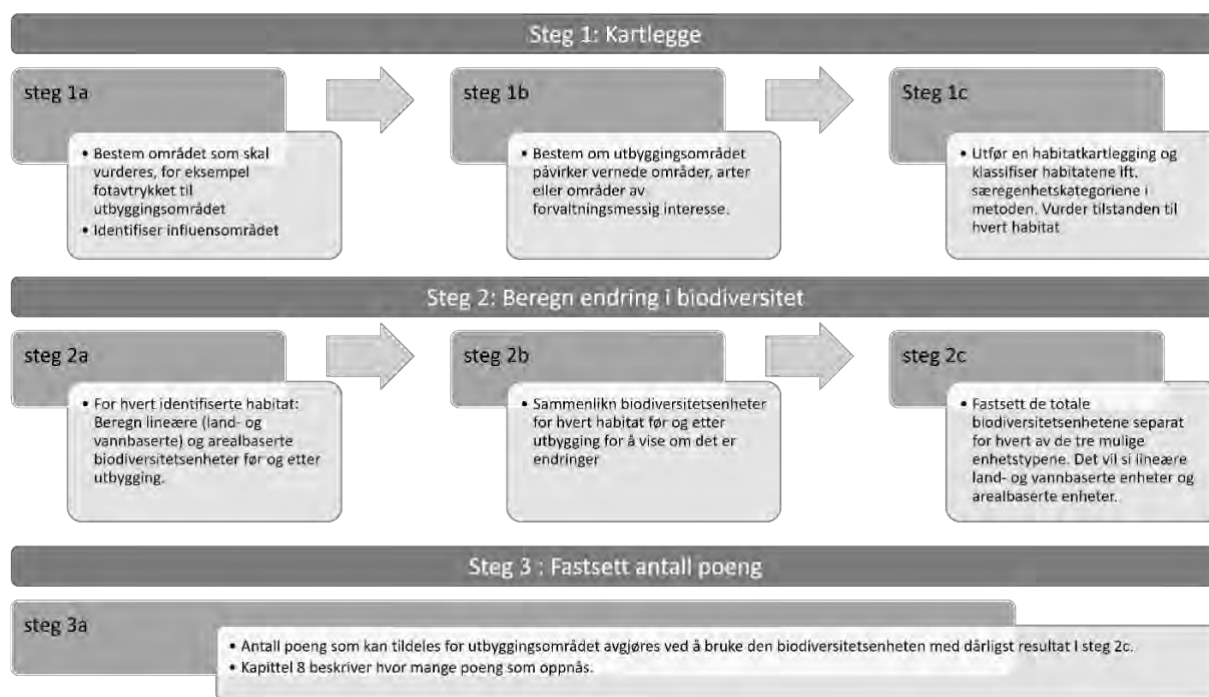 Steg 1: Kartlegge
steg 1a
• Bestem området som skal
vurderes, for eksempel
fotavtrykket til
utbyggingsområdet
• Identifiser influensområdet
steg 1b
• Bestem om utbyggingsområdet
påvirker vernede områder, arter
eller områder av
forvaltningsmessig interesse.
Steg 1c
• Utfør en habitatkartlegging og
klassifiser habitatene ift.
særegenhetskategoriene i
metoden. Vurder tilstanden til
hvert habitat
Steg 2: Beregn endring i biodiversitet
steg 2a
• For hvert identifiserte habitat:
Beregn lineære (land- og
vannbaserte) og arealbaserte
biodiversitetsenheter før og etter
utbygging.
steg 2b
• Sammenlikn biodiversitetsenheter
for hvert habitat før og etter
utbygging for å vise om det er
endringer
steg 2c
• Fastsett de totale
biodiversitetsenhetene separat
for hvert av de tre mulige
enhetstypene. Det vil si lineære
land- og vannbaserte enheter og
arealbaserte enheter.
Steg 3 : Fastsett antall poeng
steg 3a
• Antall poeng som kan tildeles for utbyggingsområdet avgjøres ved å bruke den biodiversitetsenheten med dårligst resultat I steg 2c.
• Kapittel 8 beskriver hvor mange poeng som oppnås.